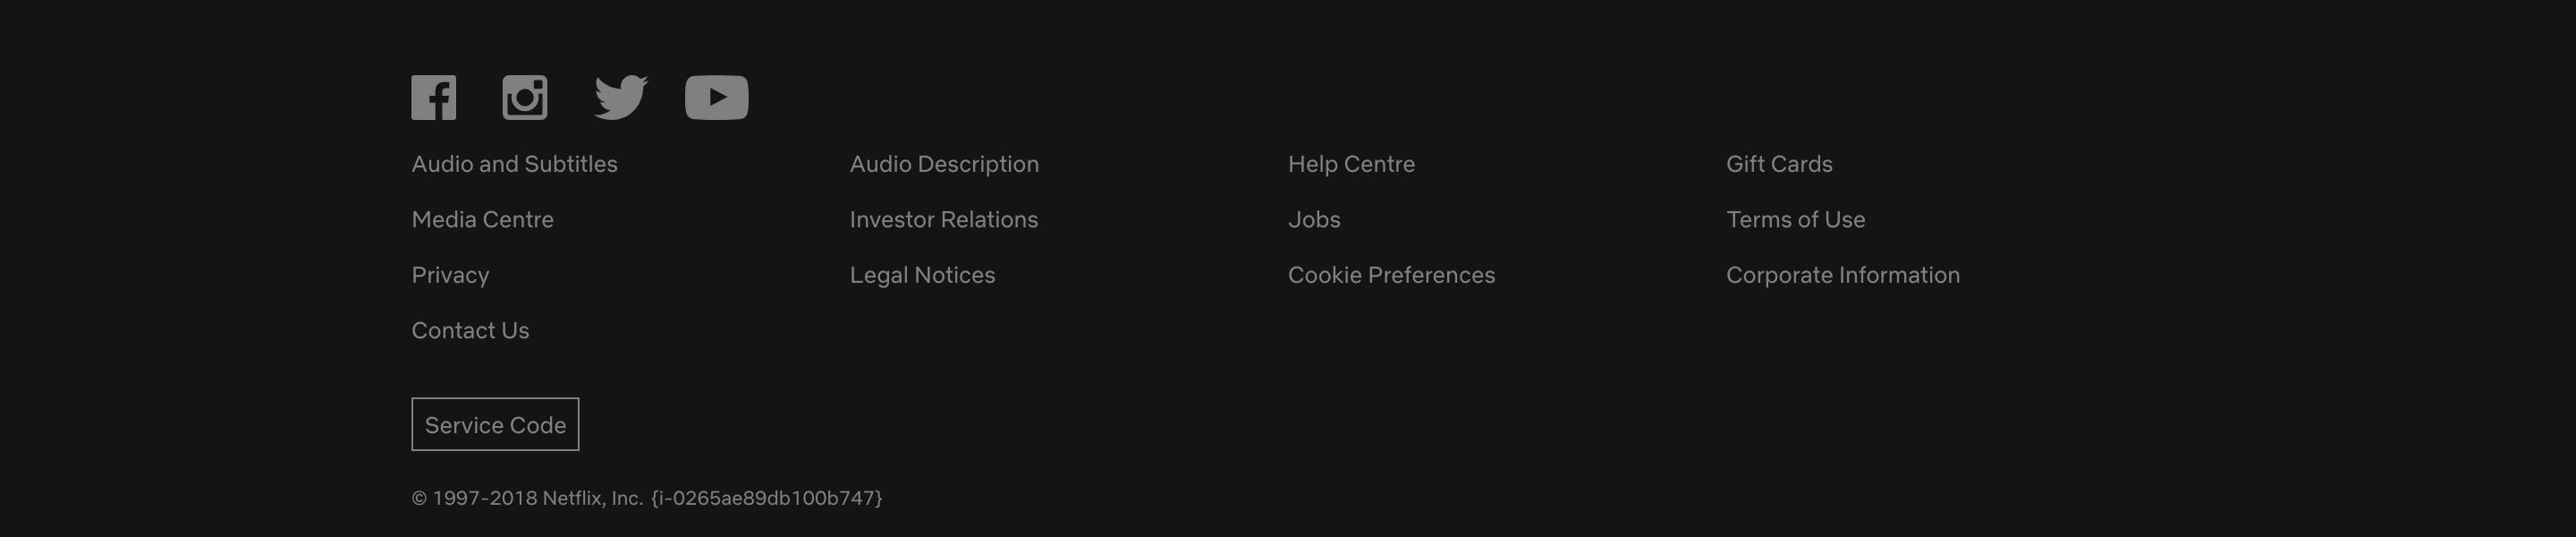 Audio and Subtitles Audio Description Help Centre Gift Cards
Media Centre Investor Relations Jobs Terms of Use
Privacy Legal Notices Cookie Preferences Corporate Information
Contact Us
Service Code
© 1997-2018 Netflix, Inc. {i-0265ae89db100b747}